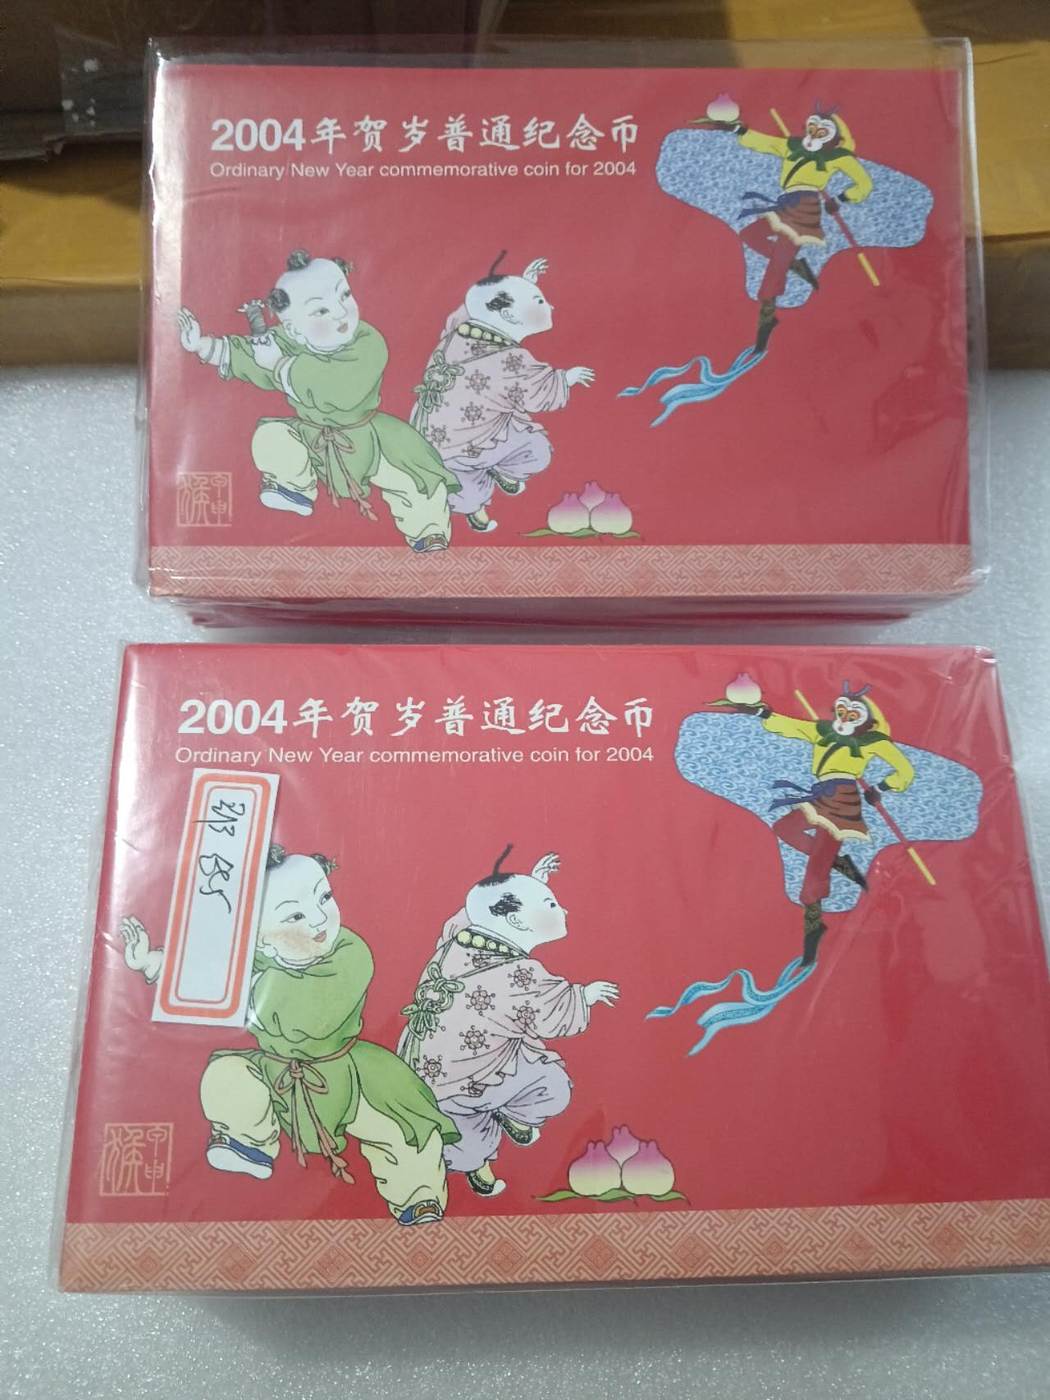 2004年贺岁普通纪念币
Ordinary New Year commemorative coin for 2004
2004年贺岁普通纪念币
Ordinary New Year commemorative coin for 2004